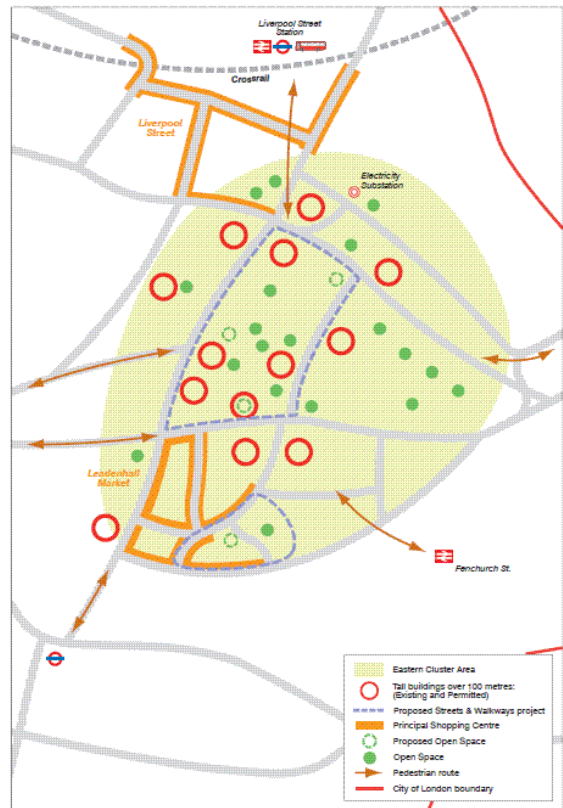 Liverpool Street
Station
Crossrail
Liverpool
Street
Electricity
Substation
Leadenhall
Market
Fenchurch St.
Eastern Cluster Area
Tall buildings over 100 metres:
(Existing and Permitted)
Proposed Streets & Walkways project
Principal Shopping Centre
Proposed Open Space
Open Space
Pedestrian route
City of London boundary